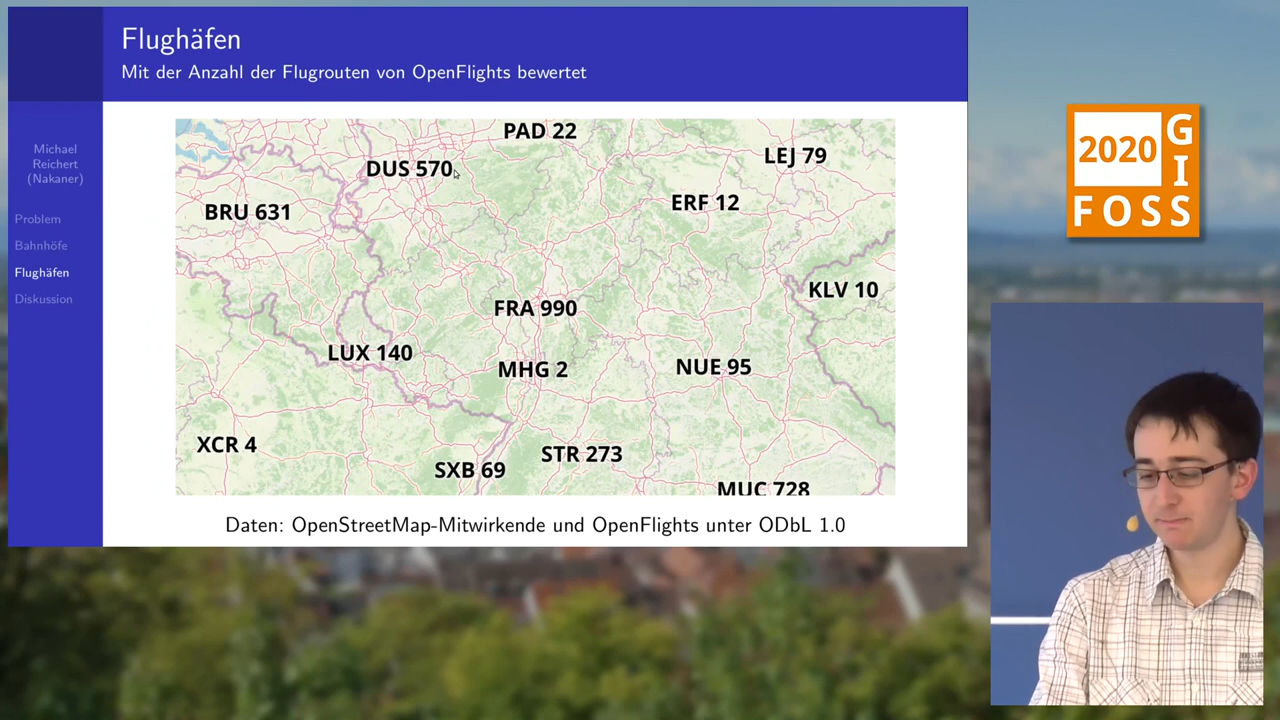 Flughäfen
Mit der Anzahl der Flugrouten von OpenFlights bewertet
Michael
Reichert
(Nakaner)
Problem
Bahnhöfe
Flughäfen
Diskussion
PAD 22
LEJ 79
DUS 570
ERF 12
BRU 631
KLV 10
FRA 990
LUX 140
MHG 2
NUE 95
XCR 4
STR 273
SXB 69
MUC 728
Daten: OpenStreetMap-Mitwirkende und OpenFlights unter ODbL 1.0
2020
GIS
FOSS